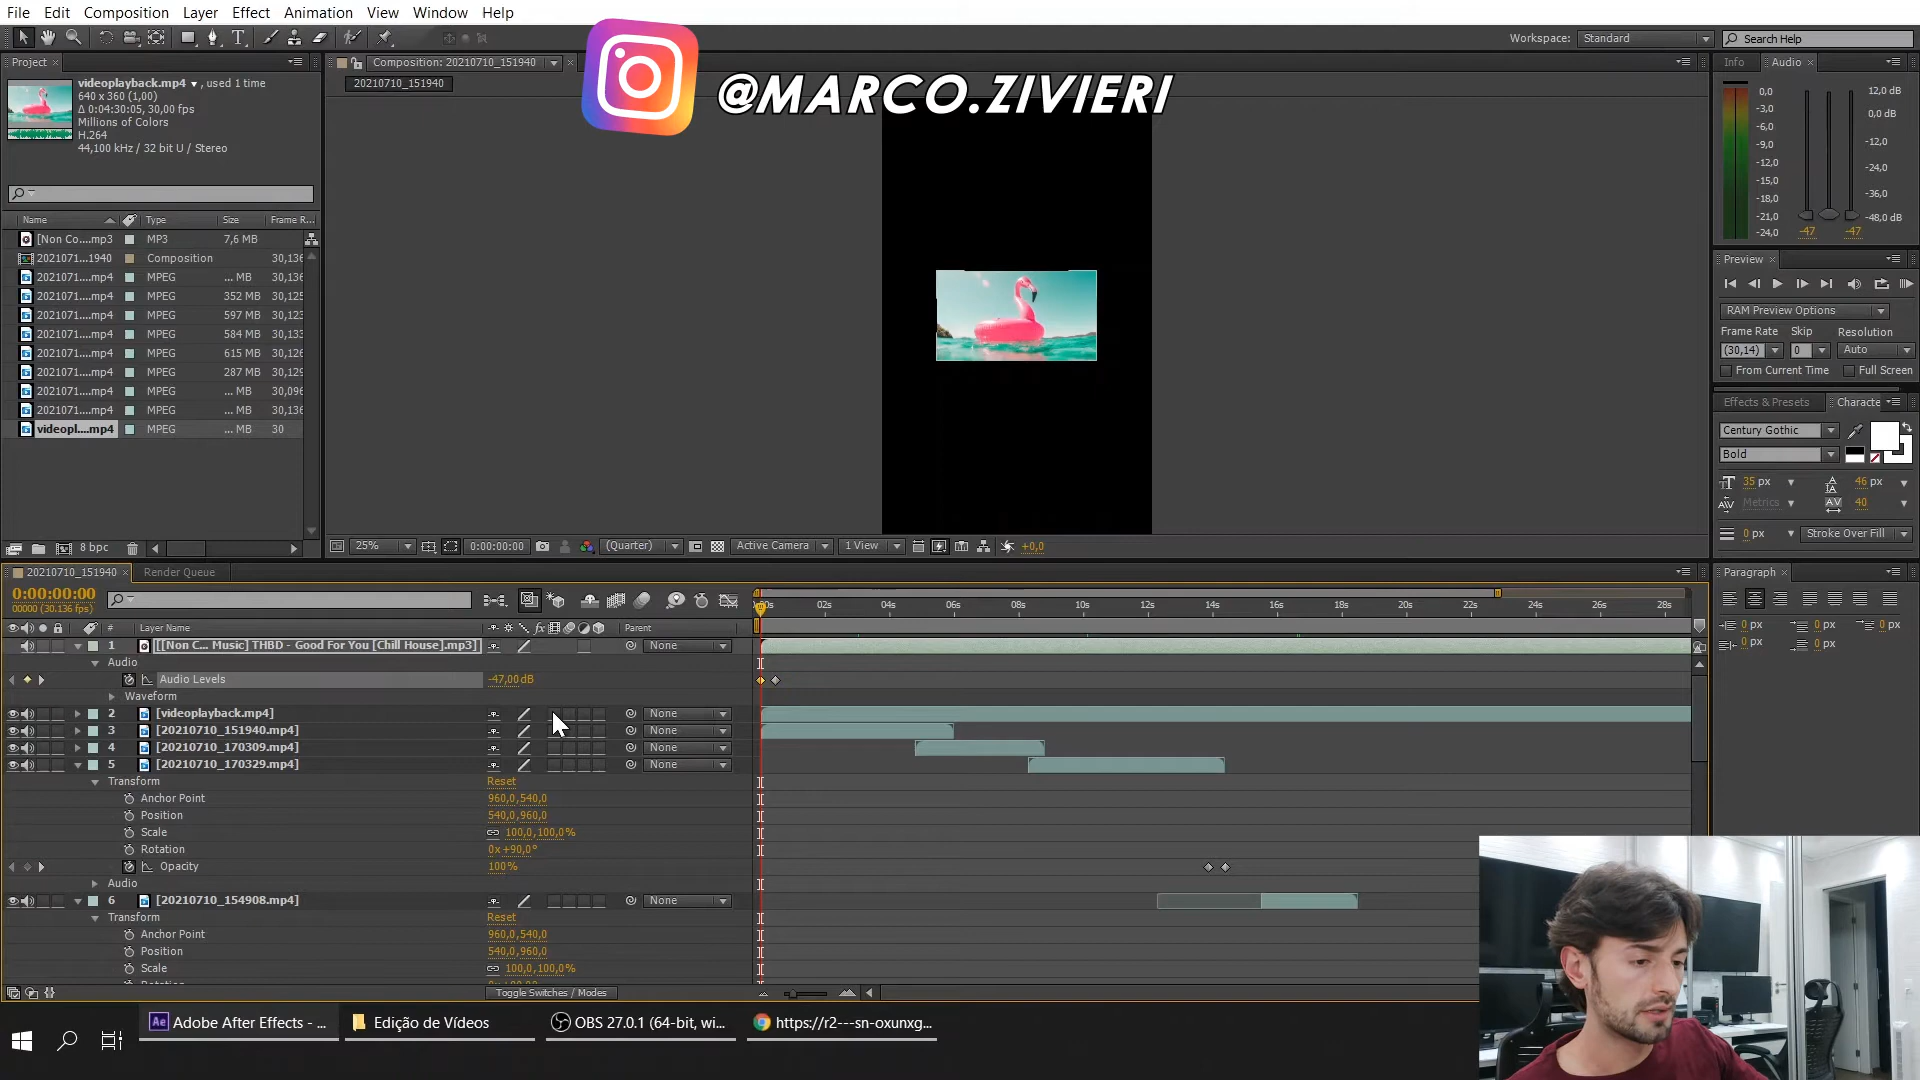 File Edit Composition Layer Effect Animation View Window Help
Workspace: Standard Search Help
@MARCO.ZIVIERI
Project
videoplayback.mp4 , used 1 time
640 x 360 (1,00)
Δ 0:04:30:05, 30,00 fps
Millions of Colors
H.264
44,100 kHz / 32 bit U / Stereo
Name Type Size Frame R...
[Non Co....mp3 MP3 7,6 MB
2021071...1940 Composition 30,136
2021071....mp4 MPEG ... MB 30,136
2021071....mp4 MPEG 352 MB 30,125
2021071....mp4 MPEG 597 MB 30,123
2021071....mp4 MPEG 584 MB 30,133
2021071....mp4 MPEG 615 MB 30,126
2021071....mp4 MPEG 287 MB 30,129
2021071....mp4 MPEG ... MB 30,096
2021071....mp4 MPEG ... MB 30,136
videopl....mp4 MPEG ... MB 30
8 bpc
Composition: 20210710_151940
20210710_151940
25% 0:00:00:00 (Quarter) Active Camera 1 View +0,0
Info Audio
0,0 12,0 dB
-3,0 0,0 dB
-6,0
-9,0 -12,0
-12,0
-15,0 -24,0
-18,0 -36,0
-21,0 -48,0 dB
-24,0 -47 -47
Preview
RAM Preview Options
Frame Rate Skip Resolution
(30,14) 0 Auto
From Current Time Full Screen
Effects & Presets Characte
Century Gothic
Bold
35 px 46 px
Metrics 40
0 px Stroke Over Fill
Paragraph
0 px 0 px 0 px
0 px 0 px
20210710_151940 Render Queue
0:00:00:00
00000 (30.136 fps)
02s 04s 06s 08s 10s 12s 14s 16s 18s 20s 22s 24s 26s 28s
# Layer Name fx Parent
1 [[[Non C... Music] THBD - Good For You [Chill House].mp3] None
Audio
Audio Levels -47,00 dB
Waveform
2 [videoplayback.mp4] None
3 [20210710_151940.mp4] None
4 [20210710_170309.mp4] None
5 [20210710_170329.mp4] None
Transform Reset
Anchor Point 960,0,540,0
Position 540,0,960,0
Scale 100,0,100,0%
Rotation 0x+90,0°
Opacity 100%
Audio
6 [20210710_154908.mp4] None
Transform Reset
Anchor Point 960,0,540,0
Position 540,0,960,0
Scale 100,0,100,0%
Toggle Switches / Modes
Ae Adobe After Effects - ... Edição de Vídeos OBS 27.0.1 (64-bit, wi... https://r2---sn-oxunxg...